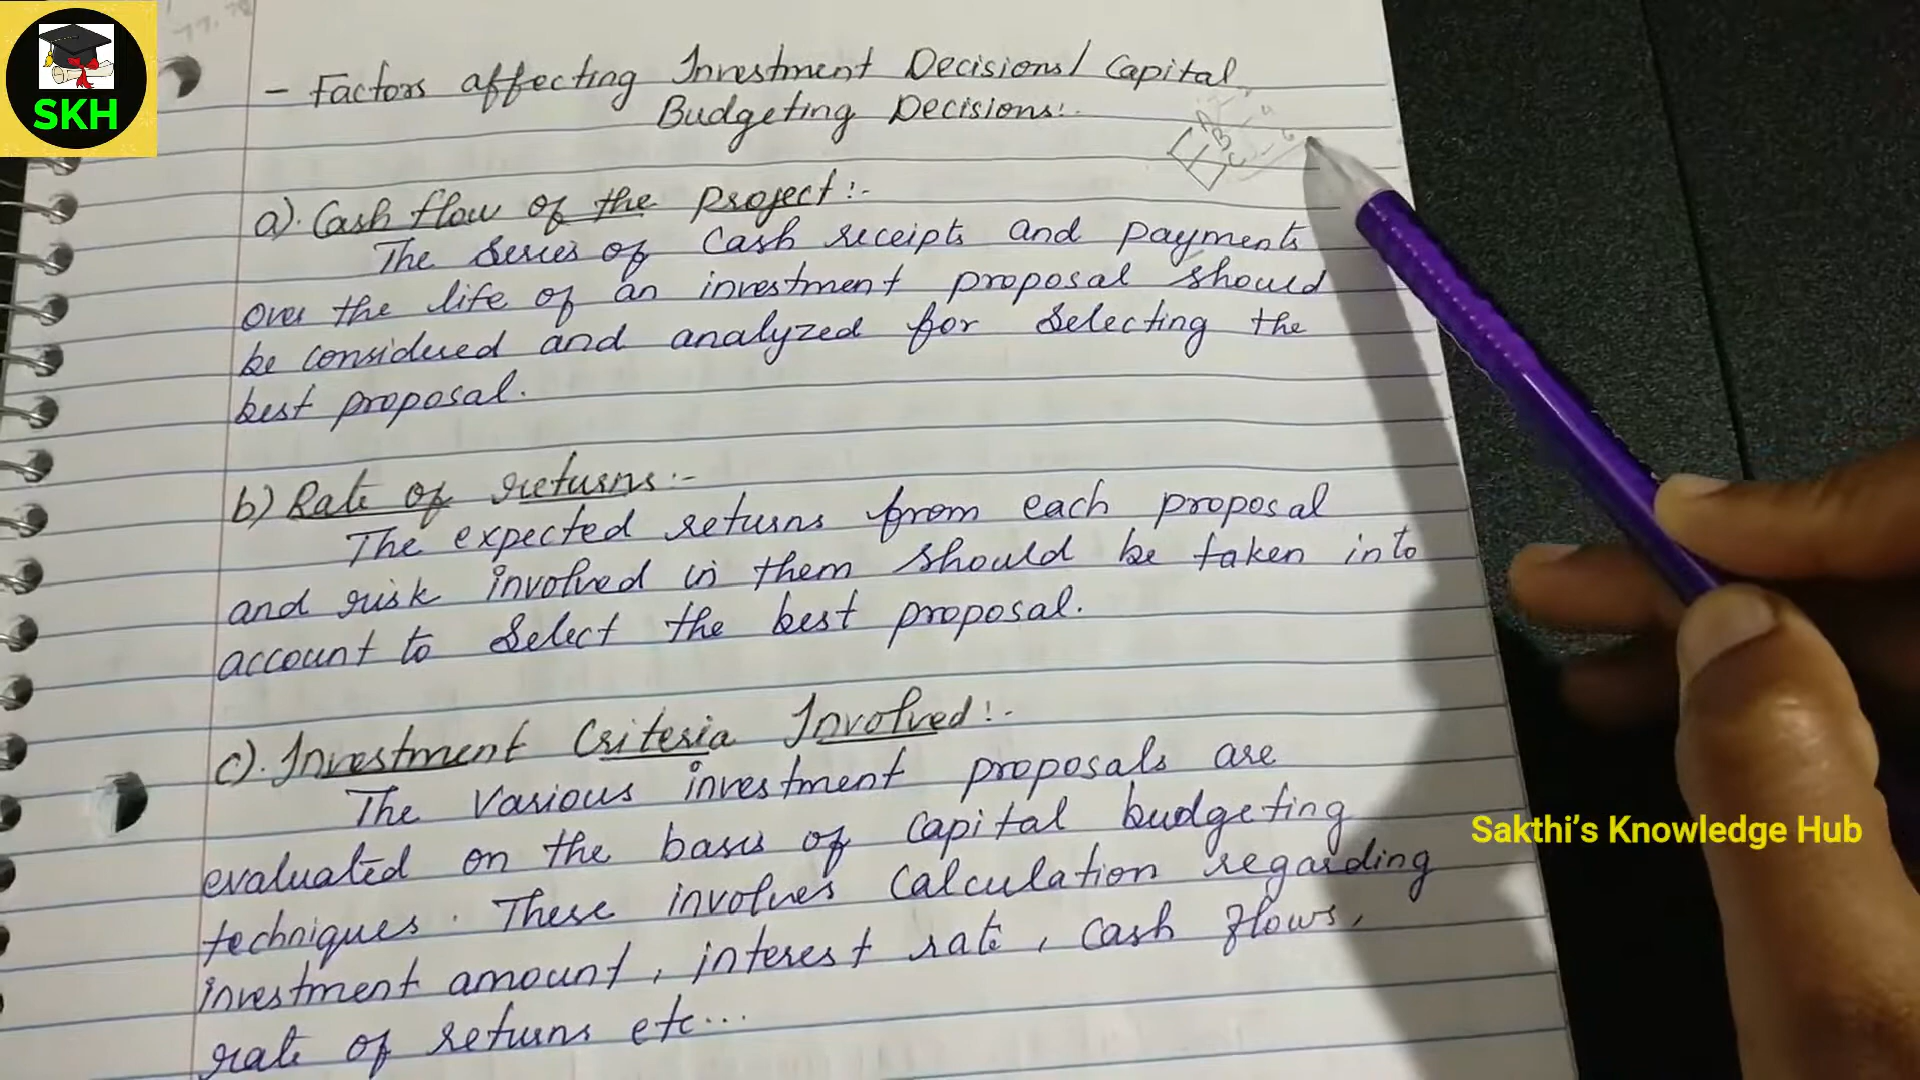 SKH
- Factors affecting Investment Decisions/ Capital
Budgeting Decisions:-
a). Cash flow of the project:-
The series of cash receipts and payments
over the life of an investment proposal should
be considered and analyzed for selecting the
best proposal.
b) Rate of returns:-
The expected returns from each proposal
and risk involved in them should be taken into
account to select the best proposal.
c). Investment Criteria Involved:-
The various investment proposals are
evaluated on the basis of capital budgeting
techniques. These involves calculation regarding
investment amount, interest rate, cash flows,
rate of returns etc...
Sakthi's Knowledge Hub